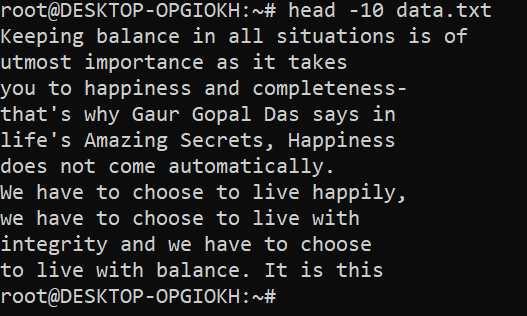 root@DESKTOP-OPGIOKH:~# head -10 data.txt
Keeping balance in all situations is of
utmost importance as it takes
you to happiness and completeness-
that's why Gaur Gopal Das says in
life's Amazing Secrets, Happiness
does not come automatically.
We have to choose to live happily,
we have to choose to live with
integrity and we have to choose
to live with balance. It is this
root@DESKTOP-OPGIOKH:~#